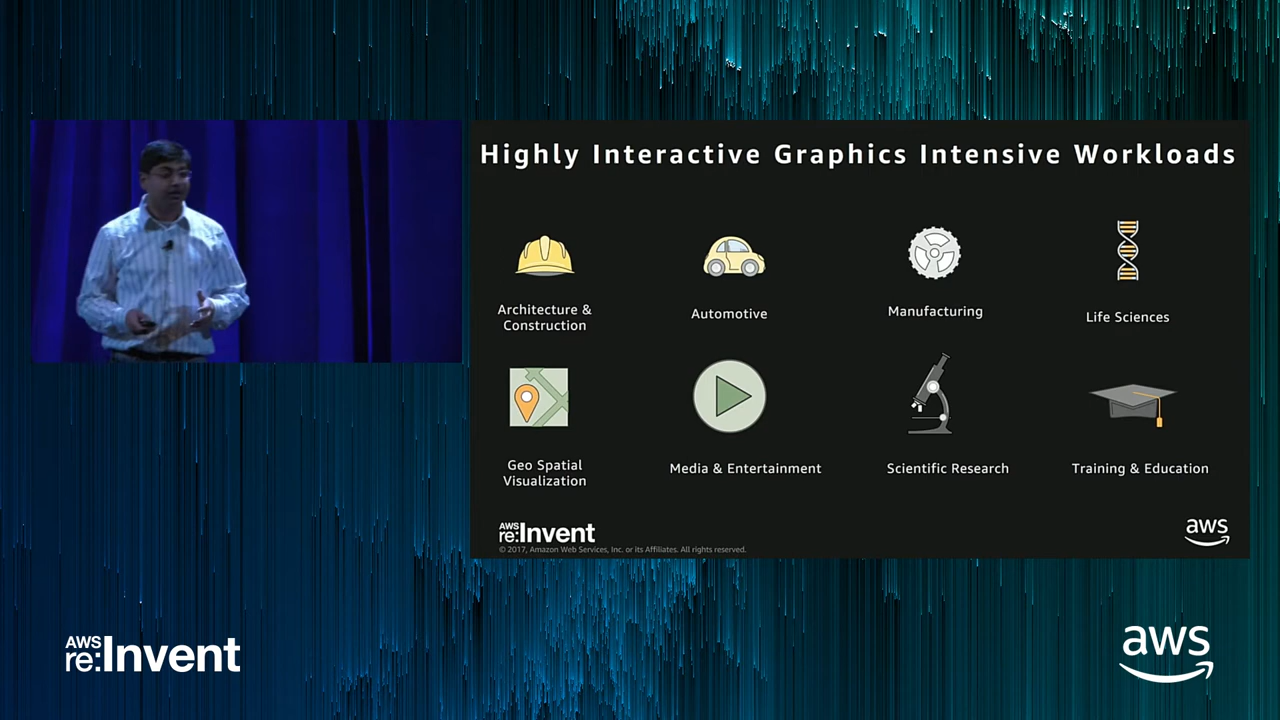 Highly Interactive Graphics Intensive Workloads
Architecture &
Construction
Automotive
Manufacturing
Life Sciences
Geo Spatial
Visualization
Media & Entertainment
Scientific Research
Training & Education
AWS
re:Invent
© 2017, Amazon Web Services, Inc. or its Affiliates. All rights reserved.
aws
AWS
re:Invent
aws